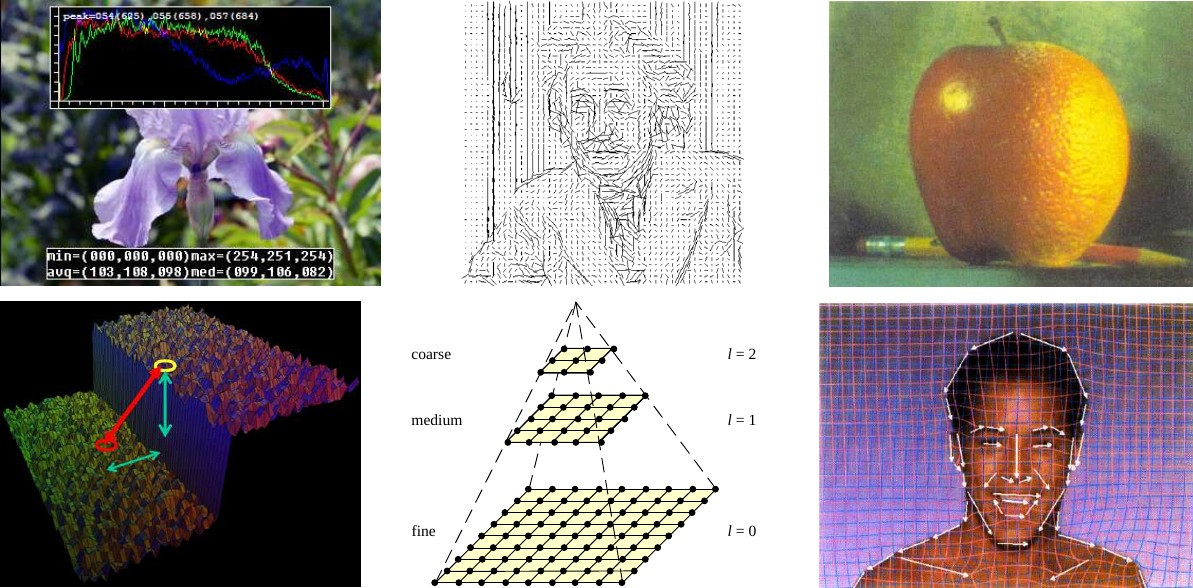 peak=054(695) ,055(658) ,057(684)
min=(000,000,000)max=(254,251,254)
avg=(103,108,098)med=(099,106,082)
coarse
l = 2
medium
l = 1
fine
l = 0